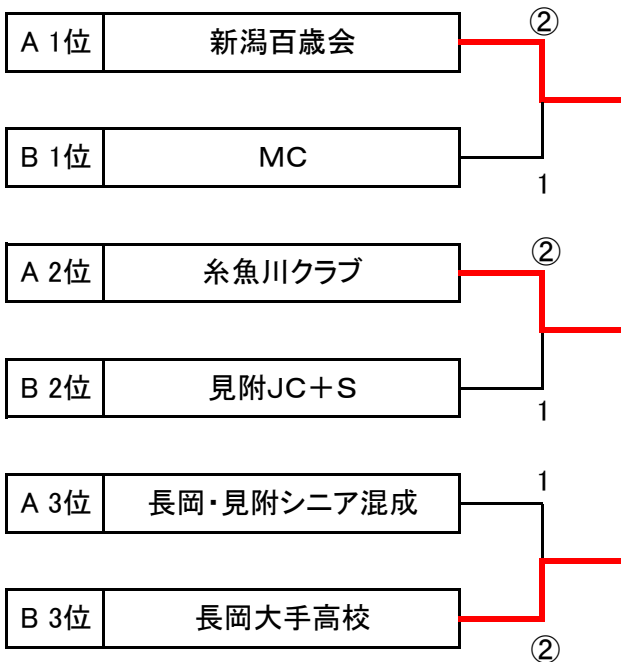 ②
A 1位 新潟百歳会
B 1位 MC
1
②
A 2位 糸魚川クラブ
B 2位 見附JC+S
1
1
A 3位 長岡・見附シニア混成
B 3位 長岡大手高校
②